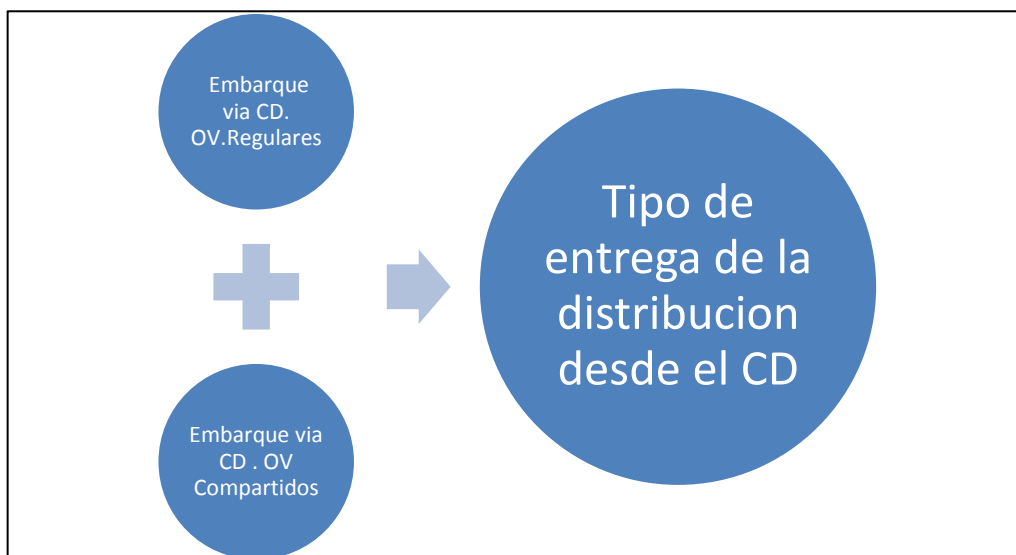 Embarque
via CD.
OV.Regulares
Embarque via
CD . OV
Compartidos
Tipo de
entrega de la
distribucion
desde el CD